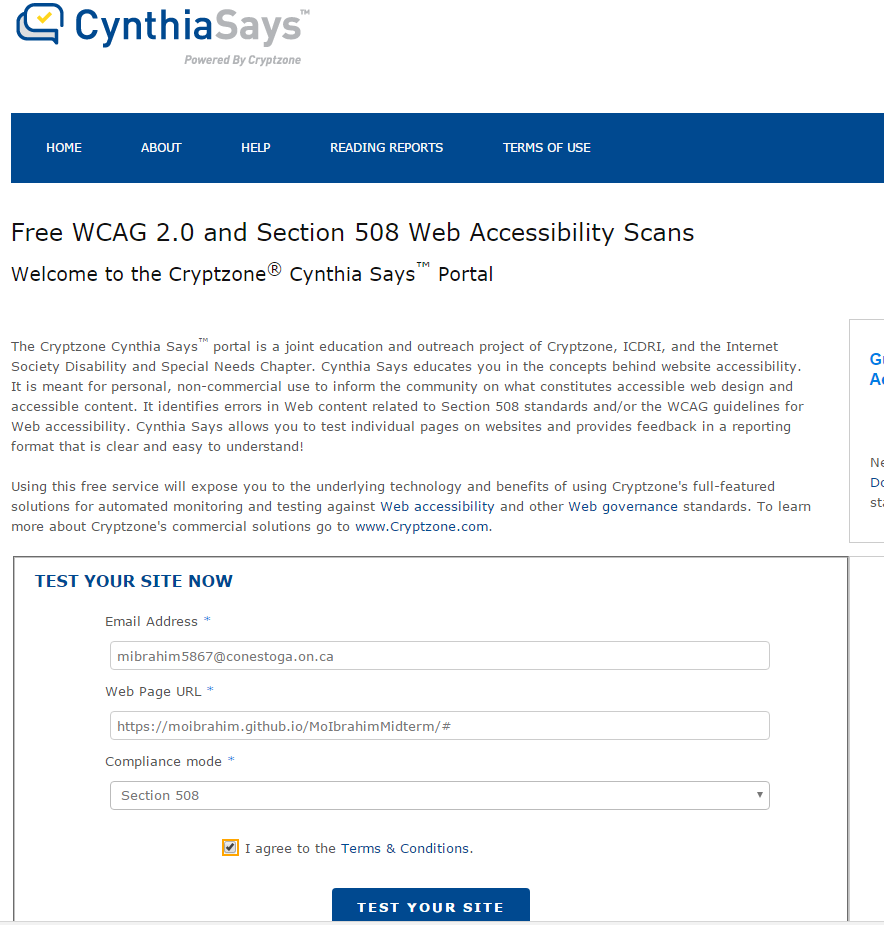 CynthiaSays™
Powered By Cryptzone
HOME ABOUT HELP READING REPORTS TERMS OF USE
Free WCAG 2.0 and Section 508 Web Accessibility Scans
Welcome to the Cryptzone® Cynthia Says™ Portal
The Cryptzone Cynthia Says™ portal is a joint education and outreach project of Cryptzone, ICDRI, and the Internet
Society Disability and Special Needs Chapter. Cynthia Says educates you in the concepts behind website accessibility.
It is meant for personal, non-commercial use to inform the community on what constitutes accessible web design and
accessible content. It identifies errors in Web content related to Section 508 standards and/or the WCAG guidelines for
Web accessibility. Cynthia Says allows you to test individual pages on websites and provides feedback in a reporting
format that is clear and easy to understand!
Using this free service will expose you to the underlying technology and benefits of using Cryptzone's full-featured
solutions for automated monitoring and testing against Web accessibility and other Web governance standards. To learn
more about Cryptzone's commercial solutions go to www.Cryptzone.com.
TEST YOUR SITE NOW
Email Address *
mibrahim5867@conestoga.on.ca
Web Page URL *
https://moibrahim.github.io/MoIbrahimMidterm/#
Compliance mode *
Section 508
I agree to the Terms & Conditions.
TEST YOUR SITE